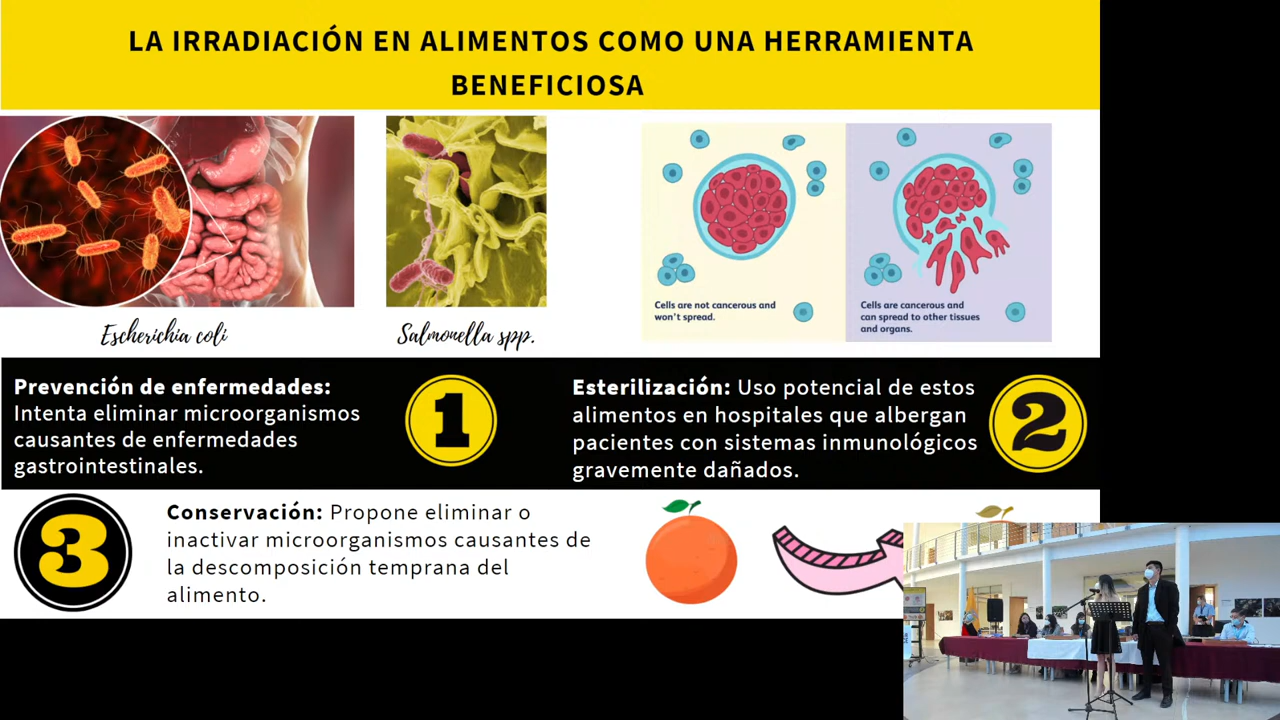 LA IRRADIACIÓN EN ALIMENTOS COMO UNA HERRAMIENTA
BENEFICIOSA
Cells are not cancerous and
won't spread.
Cells are cancerous and
can spread to other tissues
and organs.
Escherichia coli
Salmonella spp.
Prevención de enfermedades:
Intenta eliminar microorganismos
causantes de enfermedades
gastrointestinales.
1
Esterilización: Uso potencial de estos
alimentos en hospitales que albergan
pacientes con sistemas inmunológicos
gravemente dañados.
2
3
Conservación: Propone eliminar o
inactivar microorganismos causantes de
la descomposición temprana del
alimento.